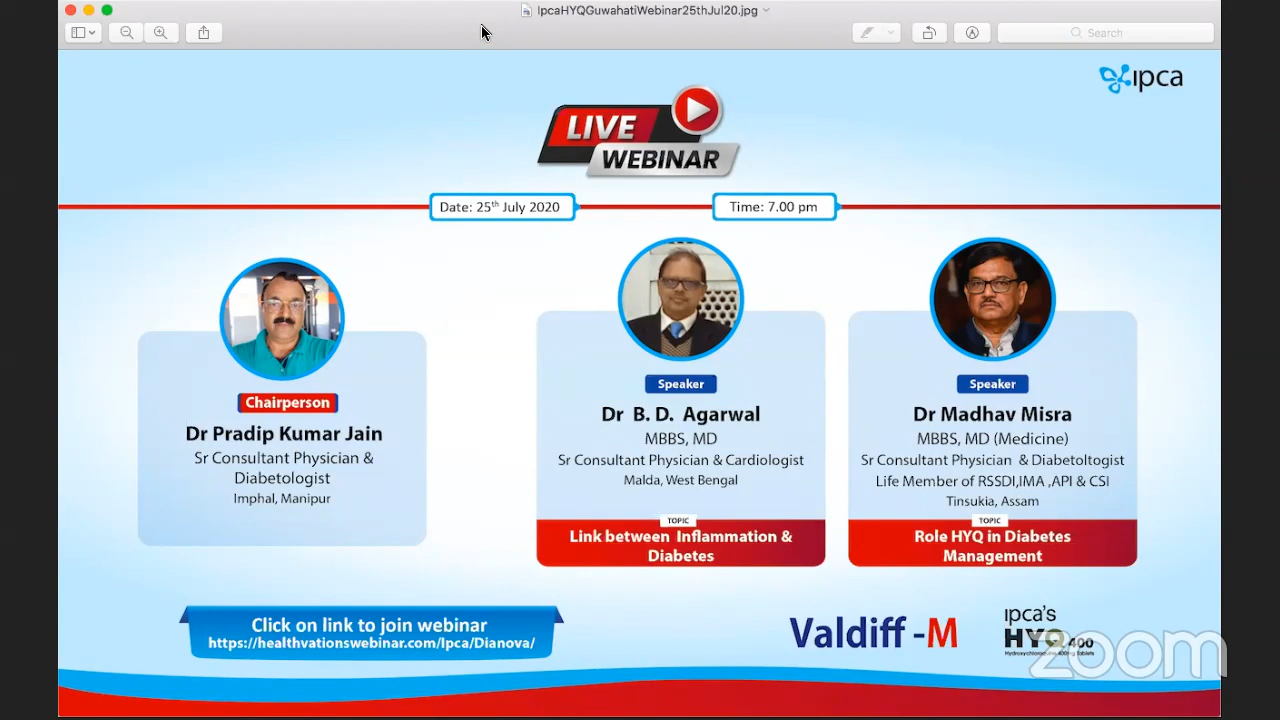 IpcaHYQGuwahatiWebinar25thJul20.jpg
Search
ipca
LIVE
WEBINAR
Date: 25th July 2020
Time: 7.00 pm
Chairperson
Dr Pradip Kumar Jain
Sr Consultant Physician &
Diabetologist
Imphal, Manipur
Speaker
Dr B. D. Agarwal
MBBS, MD
Sr Consultant Physician & Cardiologist
Malda, West Bengal
TOPIC
Link between Inflammation &
Diabetes
Speaker
Dr Madhav Misra
MBBS, MD (Medicine)
Sr Consultant Physician & Diabetoltogist
Life Member of RSSDI,IMA ,API & CSI
Tinsukia, Assam
TOPIC
Role HYQ in Diabetes
Management
Click on link to join webinar
https://healthvationswebinar.com/Ipca/Dianova/
Valdiff -M
Ipca's
HYQ 400
Hydroxychloroquine 400mg Tablets
zoom